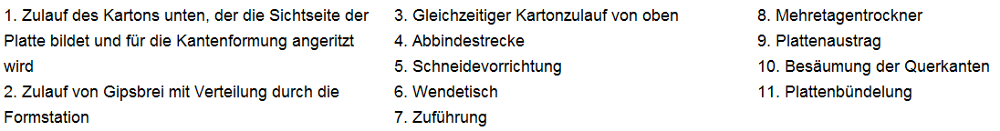 1. Zulauf des Kartons unten, der die Sichtseite der
Platte bildet und für die Kantenformung angeritzt
wird
2. Zulauf von Gipsbrei mit Verteilung durch die
Formstation
3. Gleichzeitiger Kartonzulauf von oben
4. Abbindestrecke
5. Schneidevorrichtung
6. Wendetisch
7. Zuführung
8. Mehretagentrockner
9. Plattenaustrag
10. Besäumung der Querkanten
11. Plattenbündelung